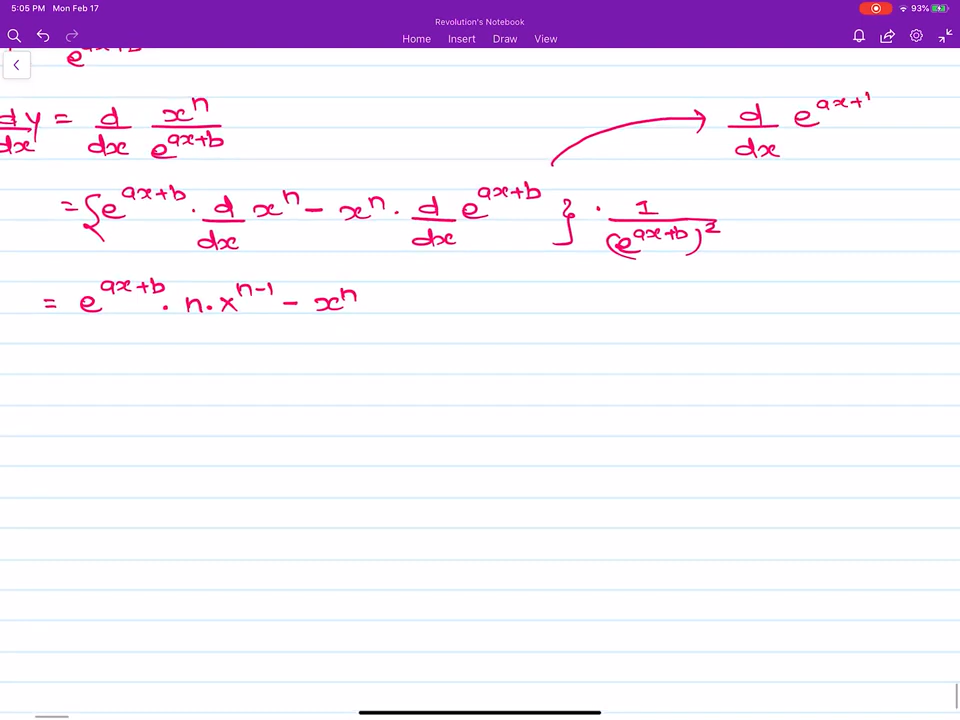 5:05 PM Mon Feb 17
93%
Revolution's Notebook
Home Insert Draw View
e^{ax+b}
dy/dx = d/dx x^n/e^{ax+b}
d/dx e^{ax+1
= { e^{ax+b} · d/dx x^n - x^n · d/dx e^{ax+b} } · 1/(e^{ax+b})^2
= e^{ax+b} · n · x^{n-1} - x^n